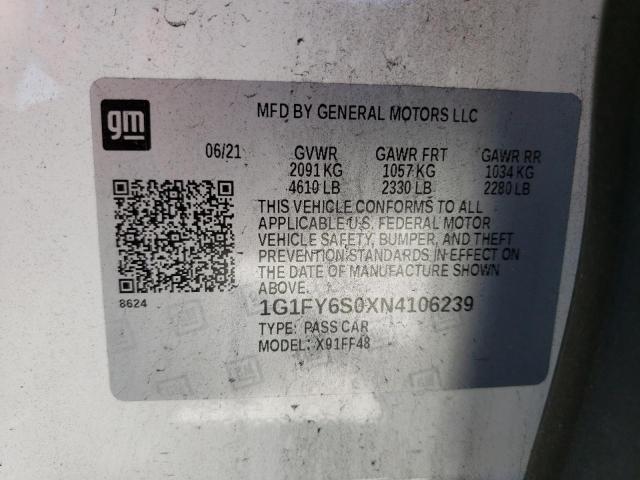 gm
MFD BY GENERAL MOTORS LLC
06/21 GVWR GAWR FRT GAWR RR
2091 KG 1057 KG 1034 KG
4610 LB 2330 LB 2280 LB
THIS VEHICLE CONFORMS TO ALL
APPLICABLE U.S. FEDERAL MOTOR
VEHICLE SAFETY, BUMPER, AND THEFT
PREVENTION STANDARDS IN EFFECT ON
THE DATE OF MANUFACTURE SHOWN
ABOVE.
8624
1G1FY6S0XN4106239
TYPE: PASS CAR
MODEL: X91FF48